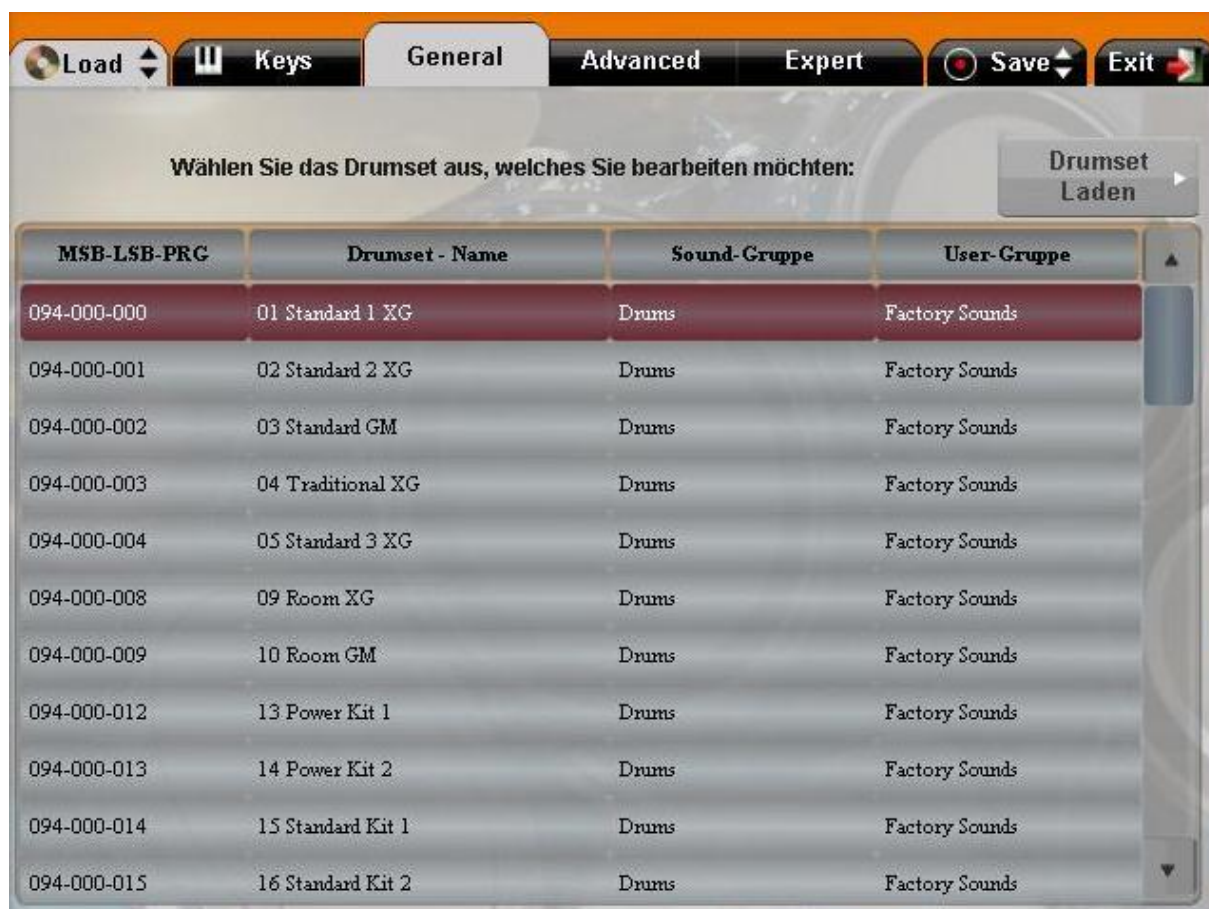 Load Keys General Advanced Expert Save Exit
Wählen Sie das Drumset aus, welches Sie bearbeiten möchten:
Drumset
Laden
MSB-LSB-PRG Drumset - Name Sound-Gruppe User-Gruppe
094-000-000 01 Standard 1 XG Drums Factory Sounds
094-000-001 02 Standard 2 XG Drums Factory Sounds
094-000-002 03 Standard GM Drums Factory Sounds
094-000-003 04 Traditional XG Drums Factory Sounds
094-000-004 05 Standard 3 XG Drums Factory Sounds
094-000-008 09 Room XG Drums Factory Sounds
094-000-009 10 Room GM Drums Factory Sounds
094-000-012 13 Power Kit 1 Drums Factory Sounds
094-000-013 14 Power Kit 2 Drums Factory Sounds
094-000-014 15 Standard Kit 1 Drums Factory Sounds
094-000-015 16 Standard Kit 2 Drums Factory Sounds